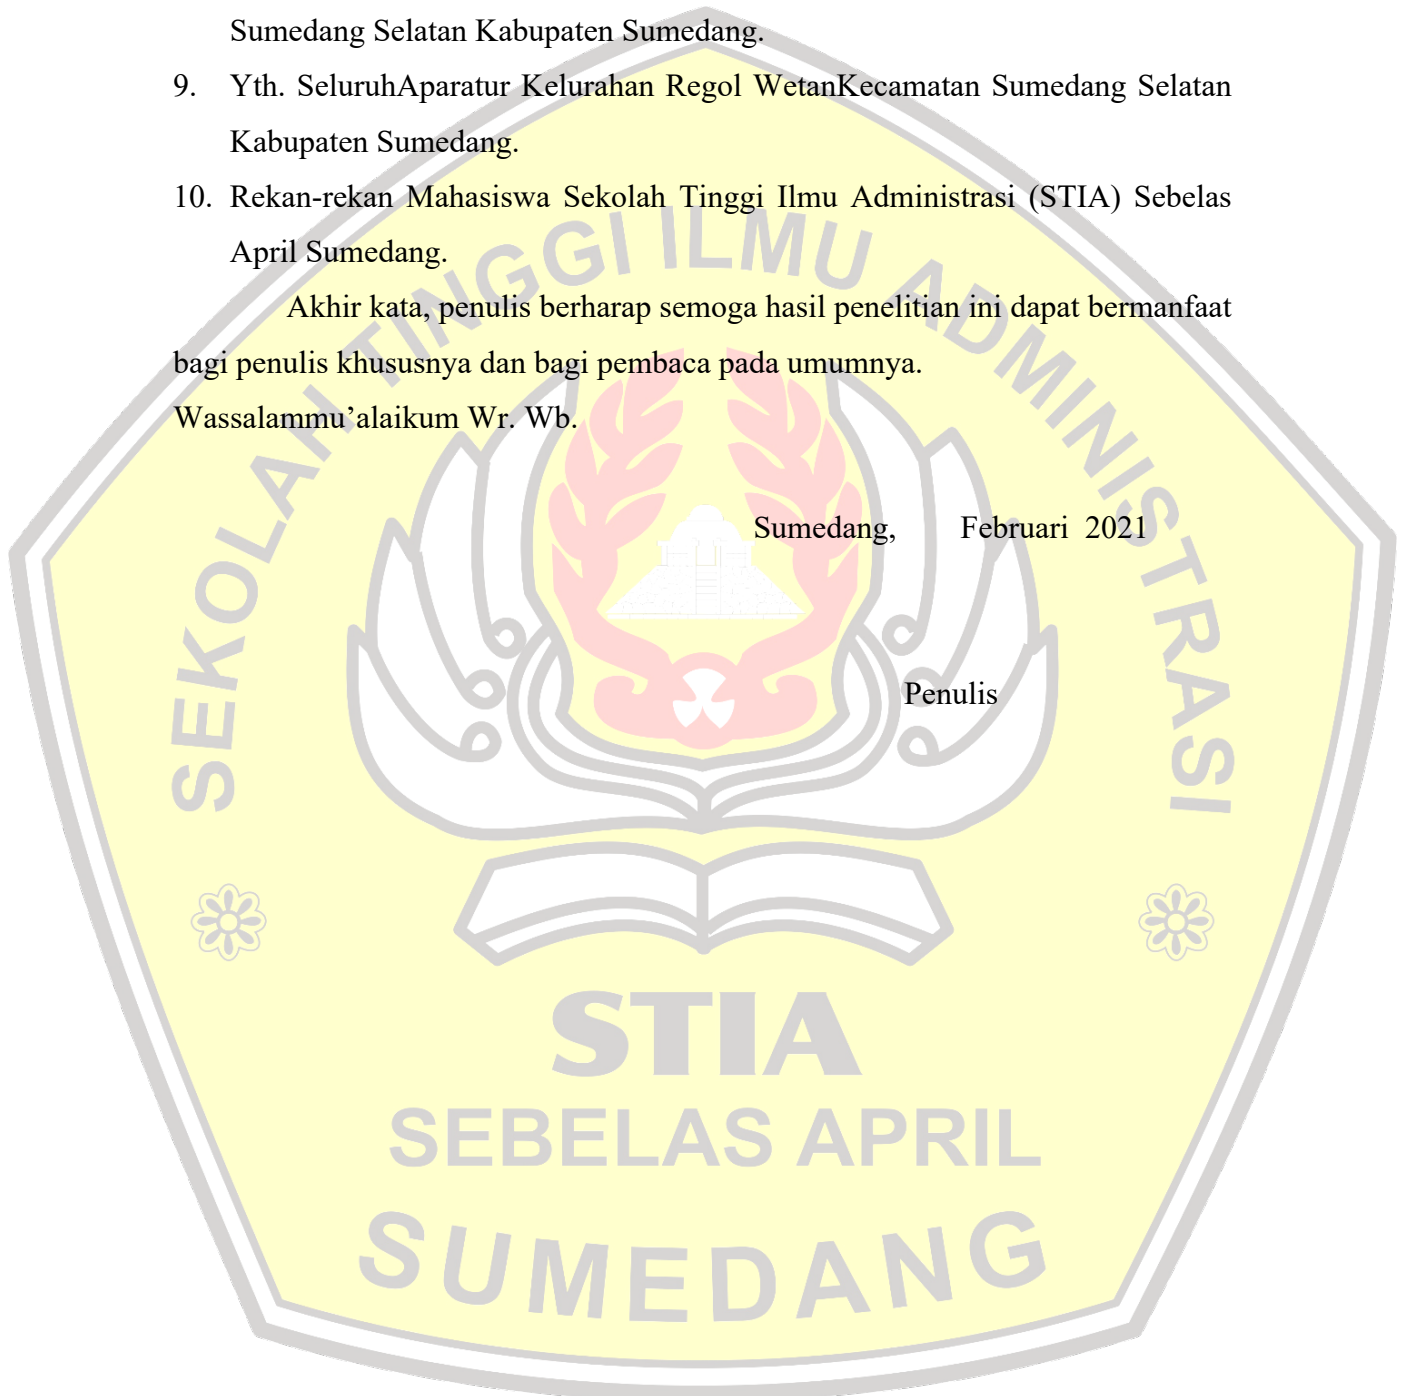 Sumedang Selatan Kabupaten Sumedang.
9. Yth. SeluruhAparatur Kelurahan Regol WetanKecamatan Sumedang Selatan
Kabupaten Sumedang.
10. Rekan-rekan Mahasiswa Sekolah Tinggi Ilmu Administrasi (STIA) Sebelas
April Sumedang.
Akhir kata, penulis berharap semoga hasil penelitian ini dapat bermanfaat
bagi penulis khususnya dan bagi pembaca pada umumnya.
Wassalammu’alaikum Wr. Wb.
Sumedang, Februari 2021
Penulis
SEKOLAH TINGGI ILMU ADMINISTRASI
STIA
SEBELAS APRIL
SUMEDANG